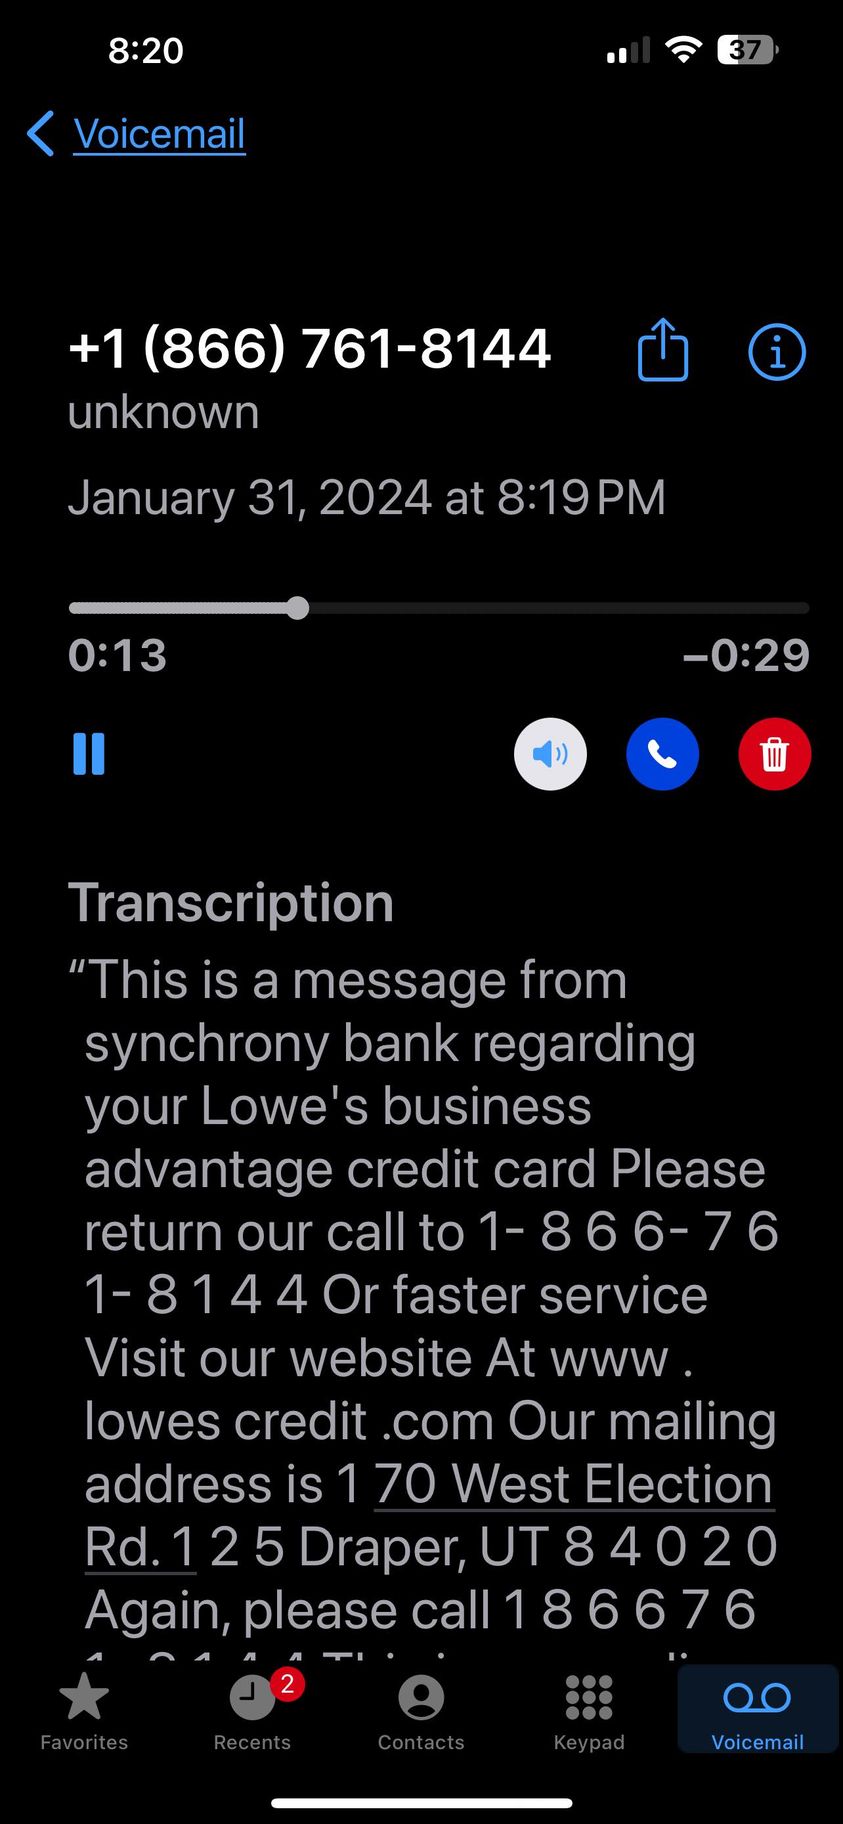 8:20
37
Voicemail
+1 (866) 761-8144
unknown
January 31, 2024 at 8:19 PM
0:13
–0:29
Transcription
“This is a message from
synchrony bank regarding
your Lowe's business
advantage credit card Please
return our call to 1- 8 6 6- 7 6
1- 8 1 4 4 Or faster service
Visit our website At www .
lowes credit .com Our mailing
address is 1 70 West Election
Rd. 1 2 5 Draper, UT 8 4 0 2 0
Again, please call 1 8 6 6 7 6
2
Favorites
Recents
Contacts
Keypad
Voicemail